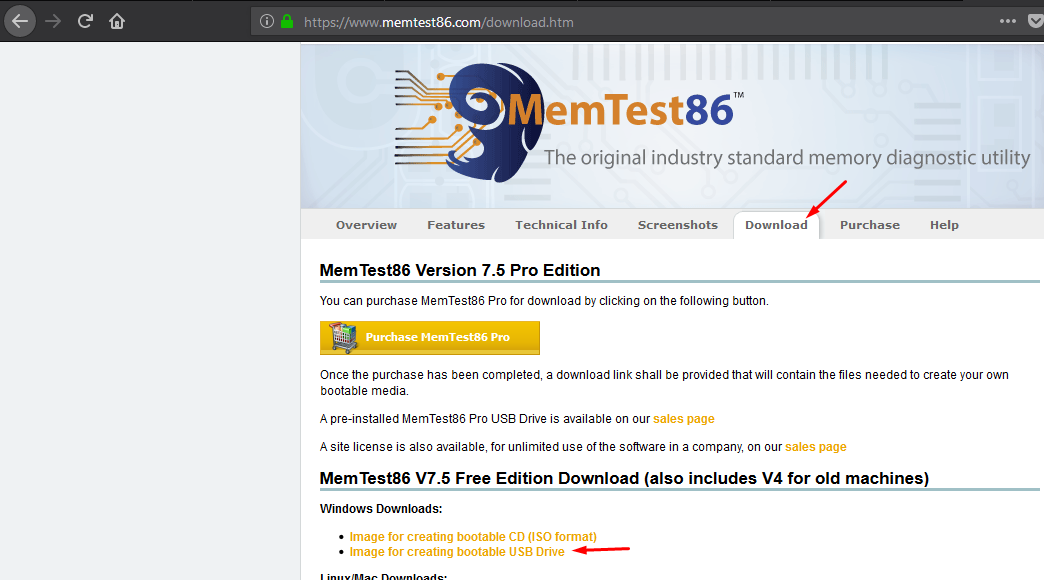 https://www.memtest86.com/download.htm
MemTest86™
The original industry standard memory diagnostic utility
Overview Features Technical Info Screenshots Download Purchase Help
MemTest86 Version 7.5 Pro Edition
You can purchase MemTest86 Pro for download by clicking on the following button.
Purchase MemTest86 Pro
Once the purchase has been completed, a download link shall be provided that will contain the files needed to create your own
bootable media.
A pre-installed MemTest86 Pro USB Drive is available on our sales page
A site license is also available, for unlimited use of the software in a company, on our sales page
MemTest86 V7.5 Free Edition Download (also includes V4 for old machines)
Windows Downloads:
• Image for creating bootable CD (ISO format)
• Image for creating bootable USB Drive
Linux/Mac Downloads: